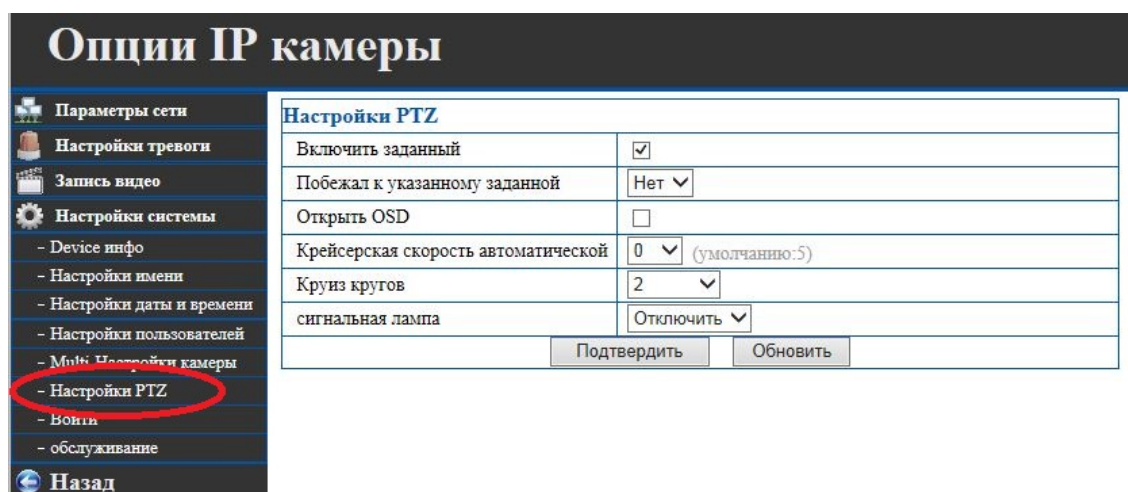 Опции IP камеры
Параметры сети
Настройки тревоги
Запись видео
Настройки системы
- Device инфо
- Настройки имени
- Настройки даты и времени
- Настройки пользователей
- Multi-Настройки камеры
- Настройки PTZ
- Войти
- обслуживание
Назад
Настройки PTZ
Включить заданный
Побежал к указанному заданной Нет
Открыть OSD
Крейсерская скорость автоматической 0 (умолчанию:5)
Круиз кругов 2
сигнальная лампа Отключить
Подтвердить Обновить